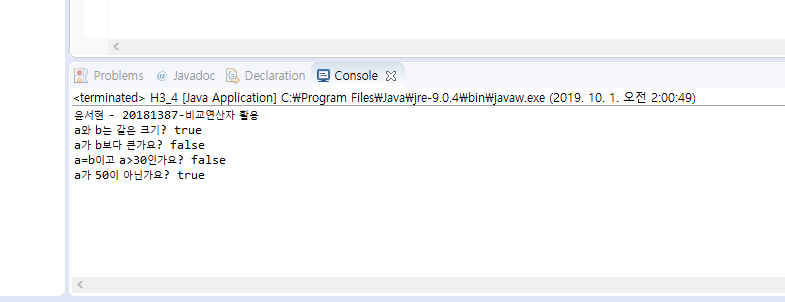 Problems @ Javadoc Declaration Console
<terminated> H3_4 [Java Application] C:₩Program Files₩Java₩jre-9.0.4₩bin₩javaw.exe (2019. 10. 1. 오전 2:00:49)
윤서현 - 20181387-비교연산자 활용
a와 b는 같은 크기? true
a가 b보다 큰가요? false
a=b이고 a>30인가요? false
a가 50이 아닌가요? true